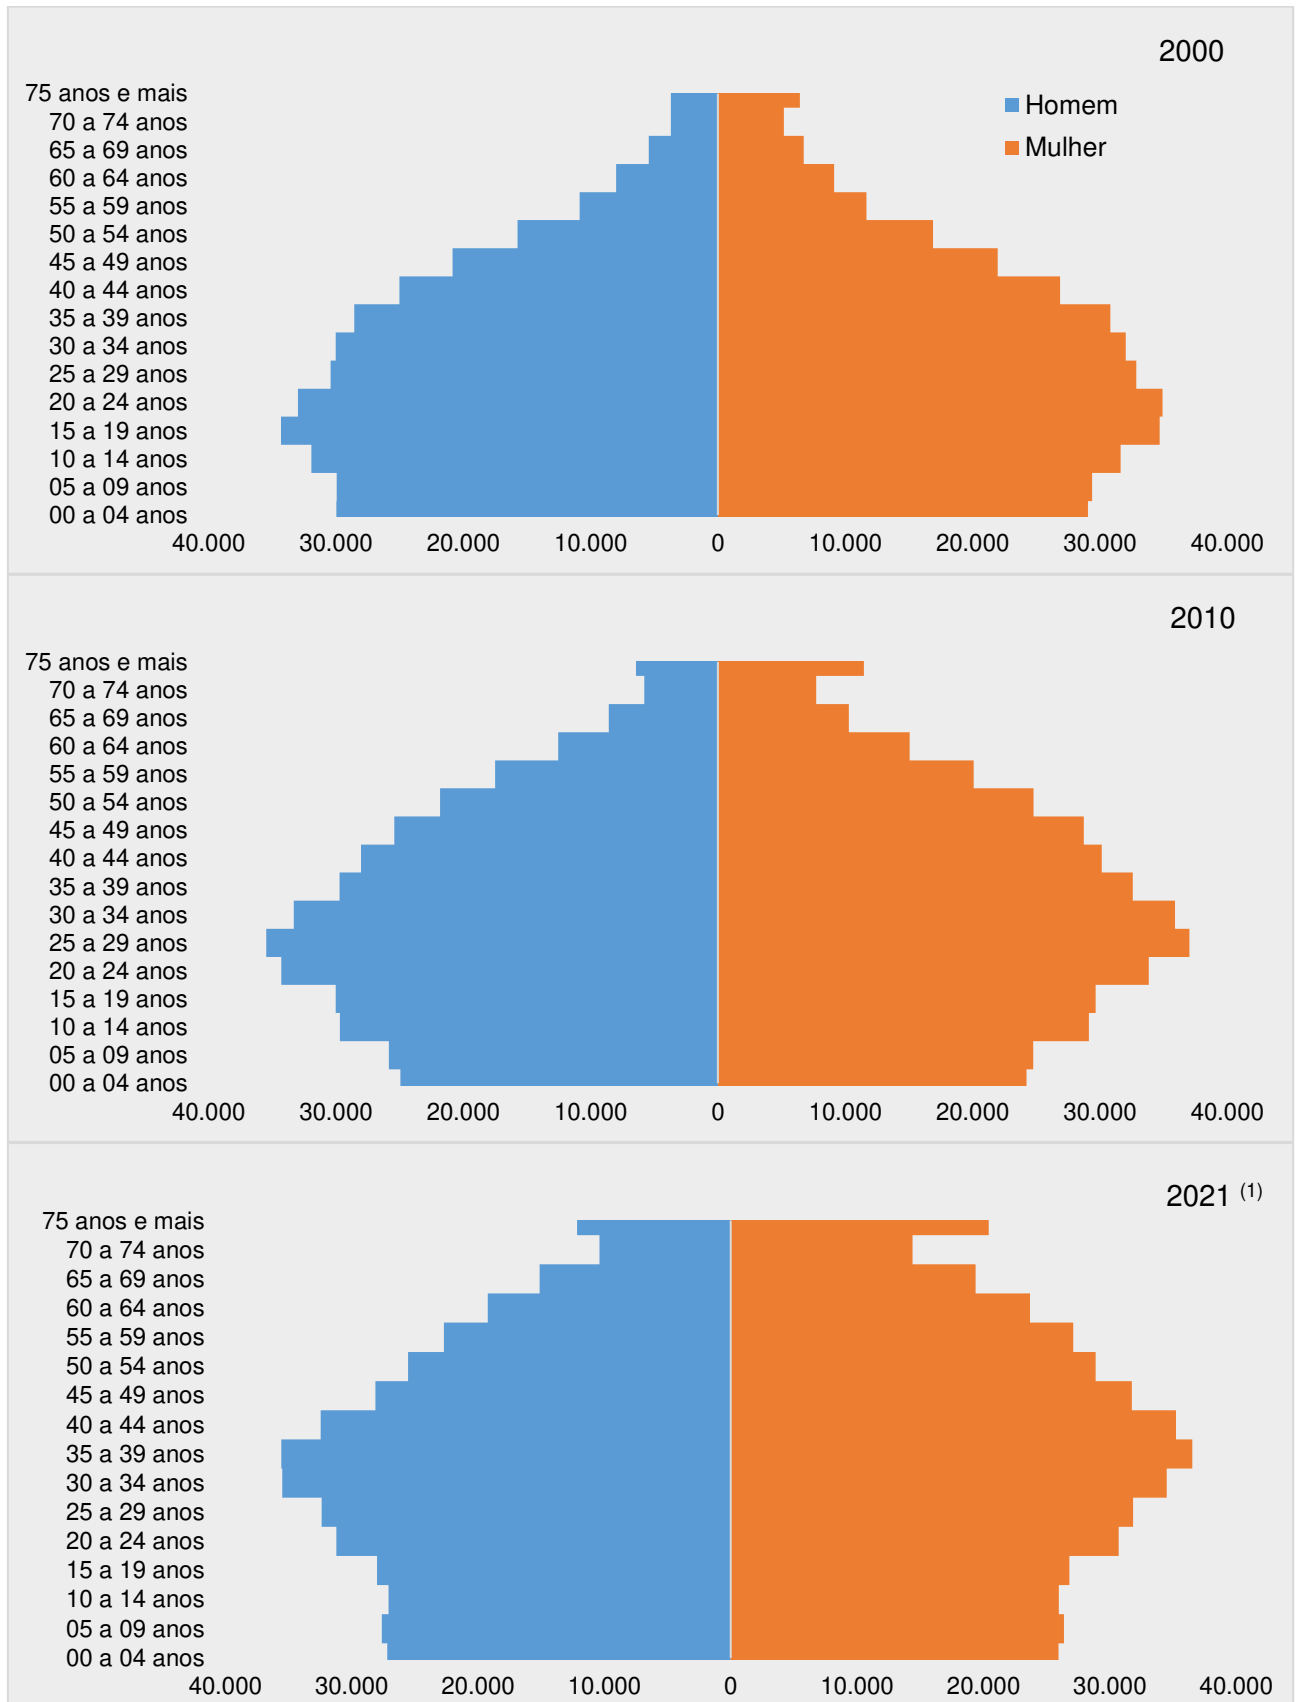 2000
Homem
Mulher
75 anos e mais
70 a 74 anos
65 a 69 anos
60 a 64 anos
55 a 59 anos
50 a 54 anos
45 a 49 anos
40 a 44 anos
35 a 39 anos
30 a 34 anos
25 a 29 anos
20 a 24 anos
15 a 19 anos
10 a 14 anos
05 a 09 anos
00 a 04 anos
40.000 30.000 20.000 10.000 0 10.000 20.000 30.000 40.000
2010
75 anos e mais
70 a 74 anos
65 a 69 anos
60 a 64 anos
55 a 59 anos
50 a 54 anos
45 a 49 anos
40 a 44 anos
35 a 39 anos
30 a 34 anos
25 a 29 anos
20 a 24 anos
15 a 19 anos
10 a 14 anos
05 a 09 anos
00 a 04 anos
40.000 30.000 20.000 10.000 0 10.000 20.000 30.000 40.000
2021 (1)
75 anos e mais
70 a 74 anos
65 a 69 anos
60 a 64 anos
55 a 59 anos
50 a 54 anos
45 a 49 anos
40 a 44 anos
35 a 39 anos
30 a 34 anos
25 a 29 anos
20 a 24 anos
15 a 19 anos
10 a 14 anos
05 a 09 anos
00 a 04 anos
40.000 30.000 20.000 10.000 0 10.000 20.000 30.000 40.000